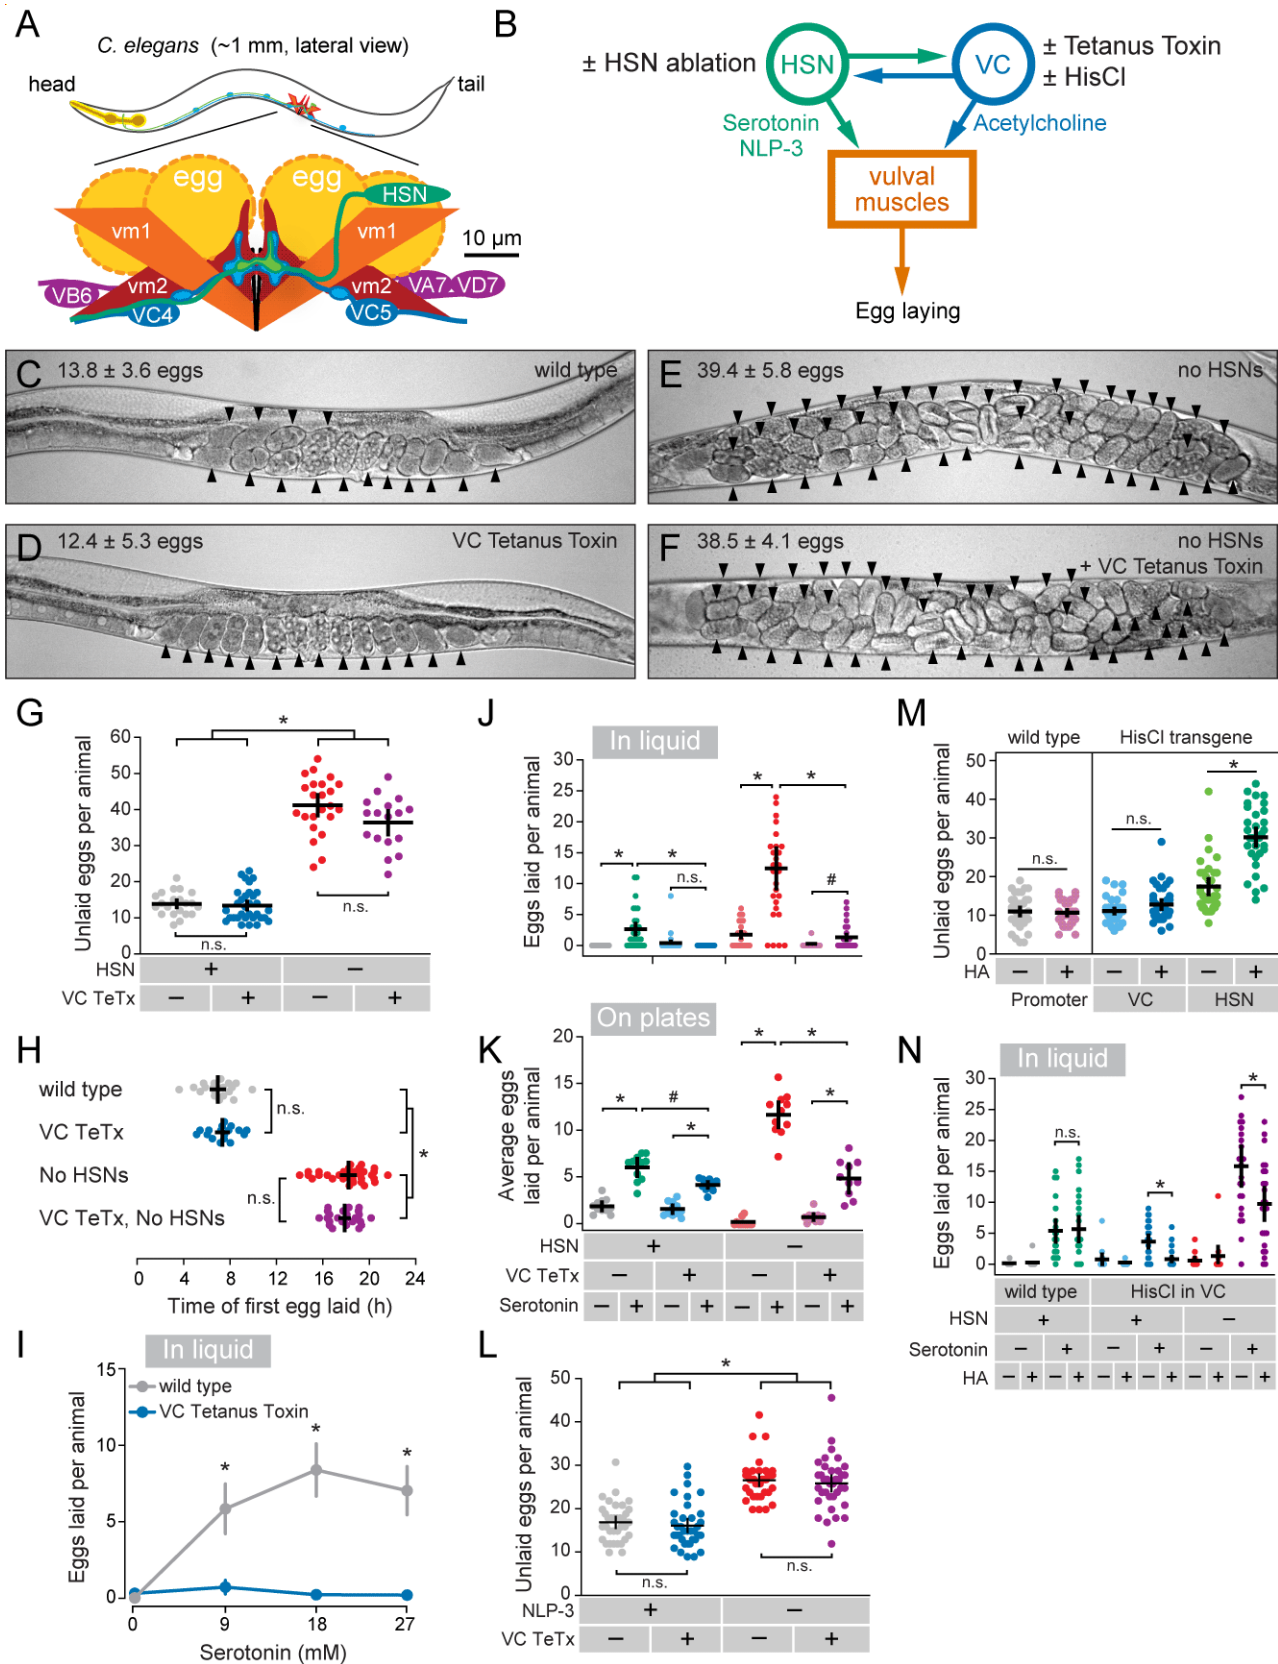 A
C. elegans (~1 mm, lateral view)
head
tail
egg
egg
HSN
vm1
vm1
10 µm
vm2
vm2
VB6
VA7
VD7
VC4
VC5
B
± HSN ablation
HSN
VC
± Tetanus Toxin
± HisCl
Serotonin
NLP-3
Acetylcholine
vulval
muscles
Egg laying
C
13.8 ± 3.6 eggs
wild type
D
12.4 ± 5.3 eggs
VC Tetanus Toxin
E
39.4 ± 5.8 eggs
no HSNs
F
38.5 ± 4.1 eggs
no HSNs
+ VC Tetanus Toxin
G
Unlaid eggs per animal
60
50
40
30
20
10
0
*
n.s.
n.s.
HSN + −
VC TeTx − + − +
H
wild type
VC TeTx
No HSNs
VC TeTx, No HSNs
n.s.
n.s.
*
0 4 8 12 16 20 24
Time of first egg laid (h)
I
In liquid
Eggs laid per animal
15
10
5
0
wild type
VC Tetanus Toxin
* * *
0 9 18 27
Serotonin (mM)
J
In liquid
Eggs laid per animal
30
25
20
15
10
5
0
* * n.s. * * #
K
On plates
Average eggs
laid per animal
20
15
10
5
0
* # * * * *
HSN + −
VC TeTx − + − +
Serotonin − + − + − + − +
L
Unlaid eggs per animal
50
40
30
20
10
0
*
n.s.
n.s.
NLP-3 + −
VC TeTx − + − +
M
wild type
HisCl transgene
Unlaid eggs per animal
50
40
30
20
10
0
n.s.
n.s.
*
HA − + − + − +
Promoter VC HSN
N
In liquid
Eggs laid per animal
30
25
20
15
10
5
0
n.s.
*
*
wild type HisCl in VC
HSN + + −
Serotonin − + − + − +
HA − + − + − + − + − + − +